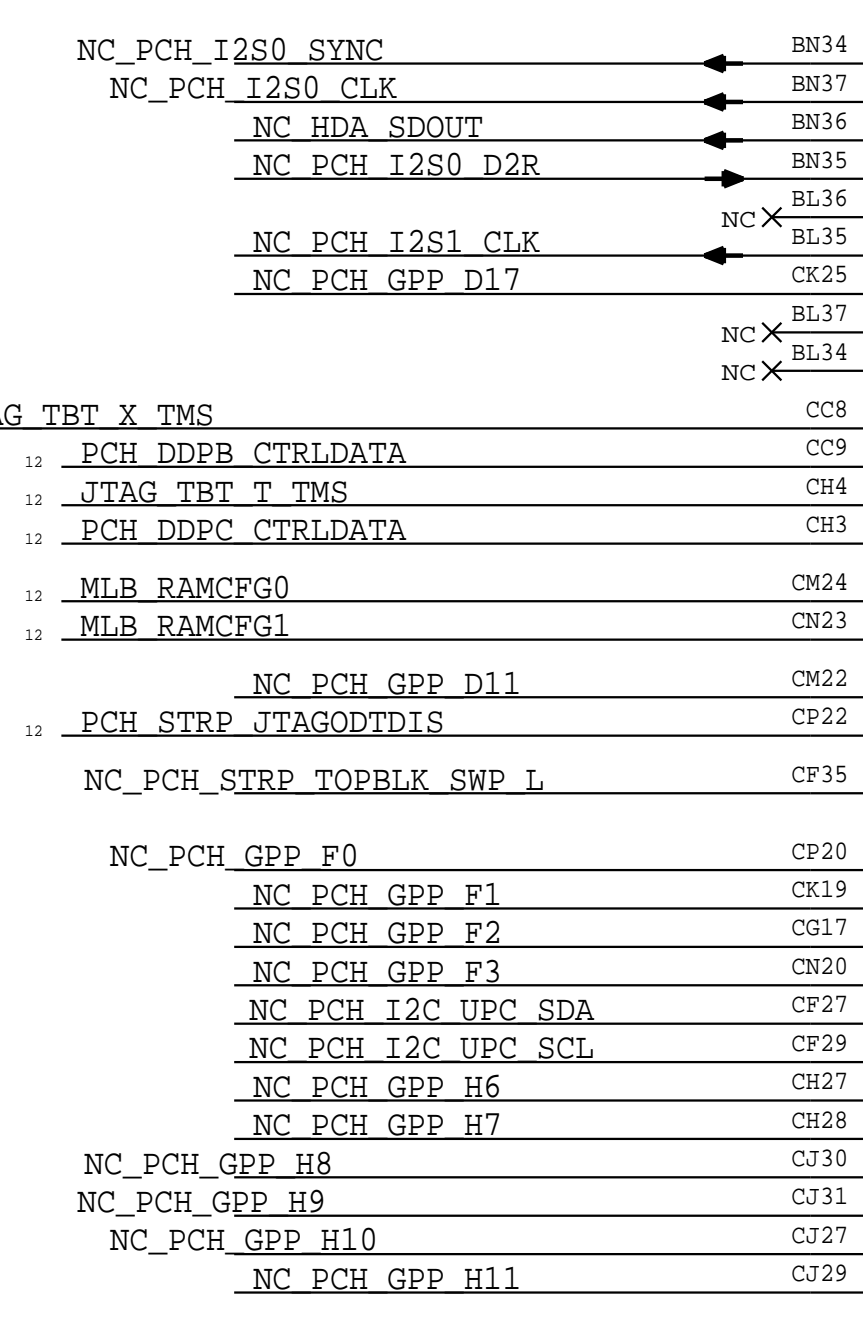 NC_PCH_I2S0_SYNC BN34
NC_PCH_I2S0_CLK BN37
NC_HDA_SDOUT BN36
NC_PCH_I2S0_D2R BN35
NC BL36
NC_PCH_I2S1_CLK BL35
NC_PCH_GPP_D17 CK25
NC BL37
NC BL34
AG_TBT_X_TMS CC8
12 PCH_DDPB_CTRLDATA CC9
12 JTAG_TBT_T_TMS CH4
12 PCH_DDPC_CTRLDATA CH3
12 MLB_RAMCFG0 CM24
12 MLB_RAMCFG1 CN23
NC_PCH_GPP_D11 CM22
12 PCH_STRP_JTAGODTDIS CP22
NC_PCH_STRP_TOPBLK_SWP_L CF35
NC_PCH_GPP_F0 CP20
NC_PCH_GPP_F1 CK19
NC_PCH_GPP_F2 CG17
NC_PCH_GPP_F3 CN20
NC_PCH_I2C_UPC_SDA CF27
NC_PCH_I2C_UPC_SCL CF29
NC_PCH_GPP_H6 CH27
NC_PCH_GPP_H7 CH28
NC_PCH_GPP_H8 CJ30
NC_PCH_GPP_H9 CJ31
NC_PCH_GPP_H10 CJ27
NC_PCH_GPP_H11 CJ29